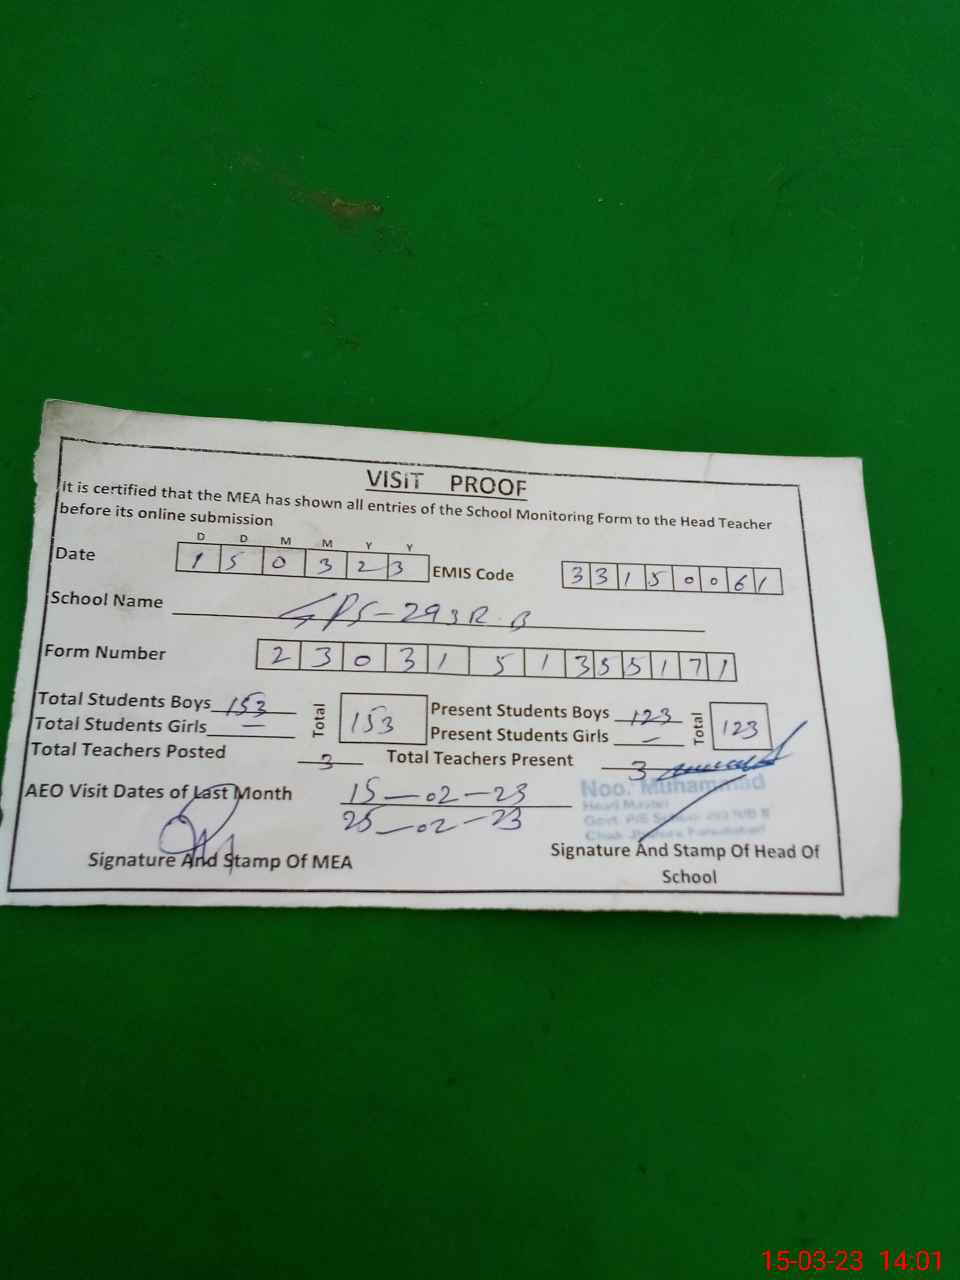 VISIT PROOF
It is certified that the MEA has shown all entries of the School Monitoring Form to the Head Teacher
before its online submission
D D M M Y Y
Date 1 5 0 3 2 3 EMIS Code 3 3 1 5 0 0 6 1
School Name GPS-293 R.B
Form Number 2 3 0 3 1 5 1 3 5 5 1 7 1
Total Students Boys 153 Total 153 Present Students Boys 123 Total 123
Total Students Girls — Present Students Girls —
Total Teachers Posted 3 Total Teachers Present 3
AEO Visit Dates of Last Month 15-02-23
25-02-23
Noo. Muhammad
Head Master
Signature And Stamp Of MEA
Signature And Stamp Of Head Of
School
15-03-23 14:01